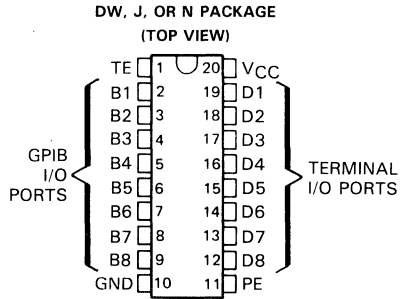 DW, J, OR N PACKAGE
(TOP VIEW)
TE 1 20 VCC
B1 2 19 D1
B2 3 18 D2
B3 4 17 D3
B4 5 16 D4
B5 6 15 D5
B6 7 14 D6
B7 8 13 D7
B8 9 12 D8
GND 10 11 PE
GPIB
I/O
PORTS
TERMINAL
I/O PORTS